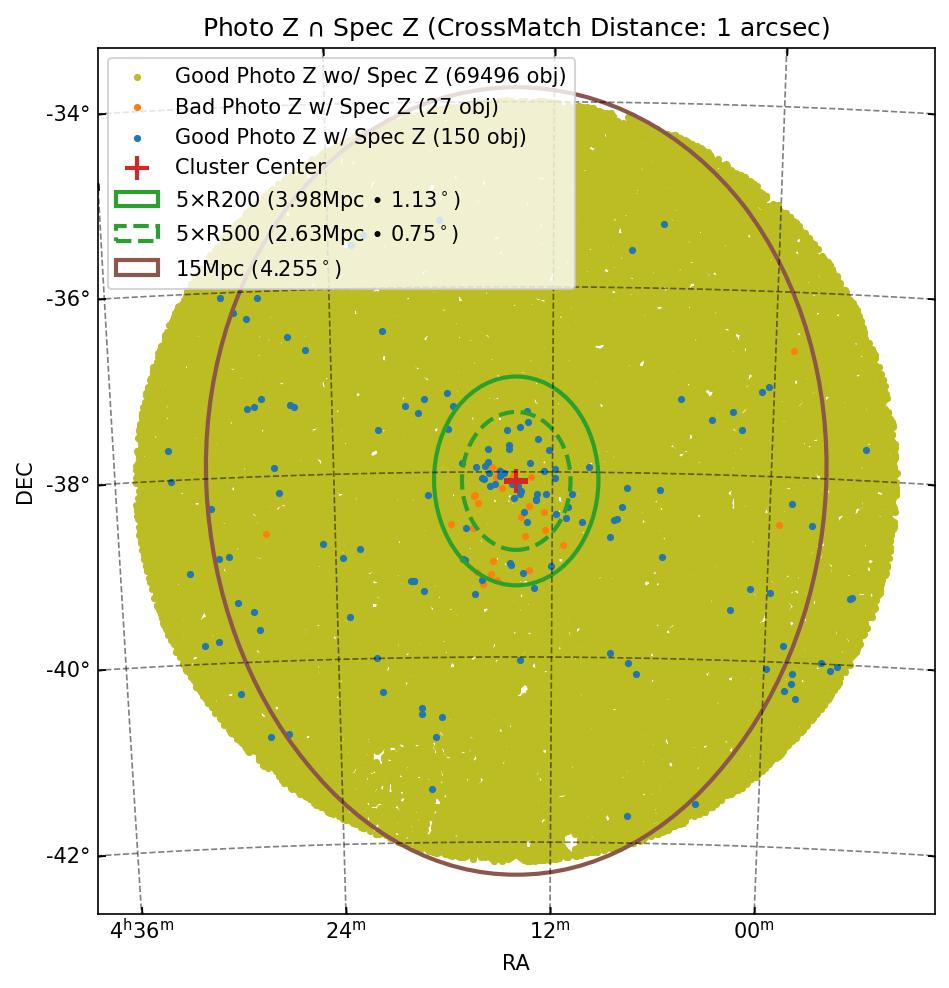 Photo Z ∩ Spec Z (CrossMatch Distance: 1 arcsec)
Good Photo Z wo/ Spec Z (69496 obj)
Bad Photo Z w/ Spec Z (27 obj)
Good Photo Z w/ Spec Z (150 obj)
Cluster Center
5×R200 (3.98Mpc • 1.13°)
5×R500 (2.63Mpc • 0.75°)
15Mpc (4.255°)
-34°
-36°
-38°
-40°
-42°
DEC
4ʰ36ᵐ 24ᵐ 12ᵐ 00ᵐ
RA